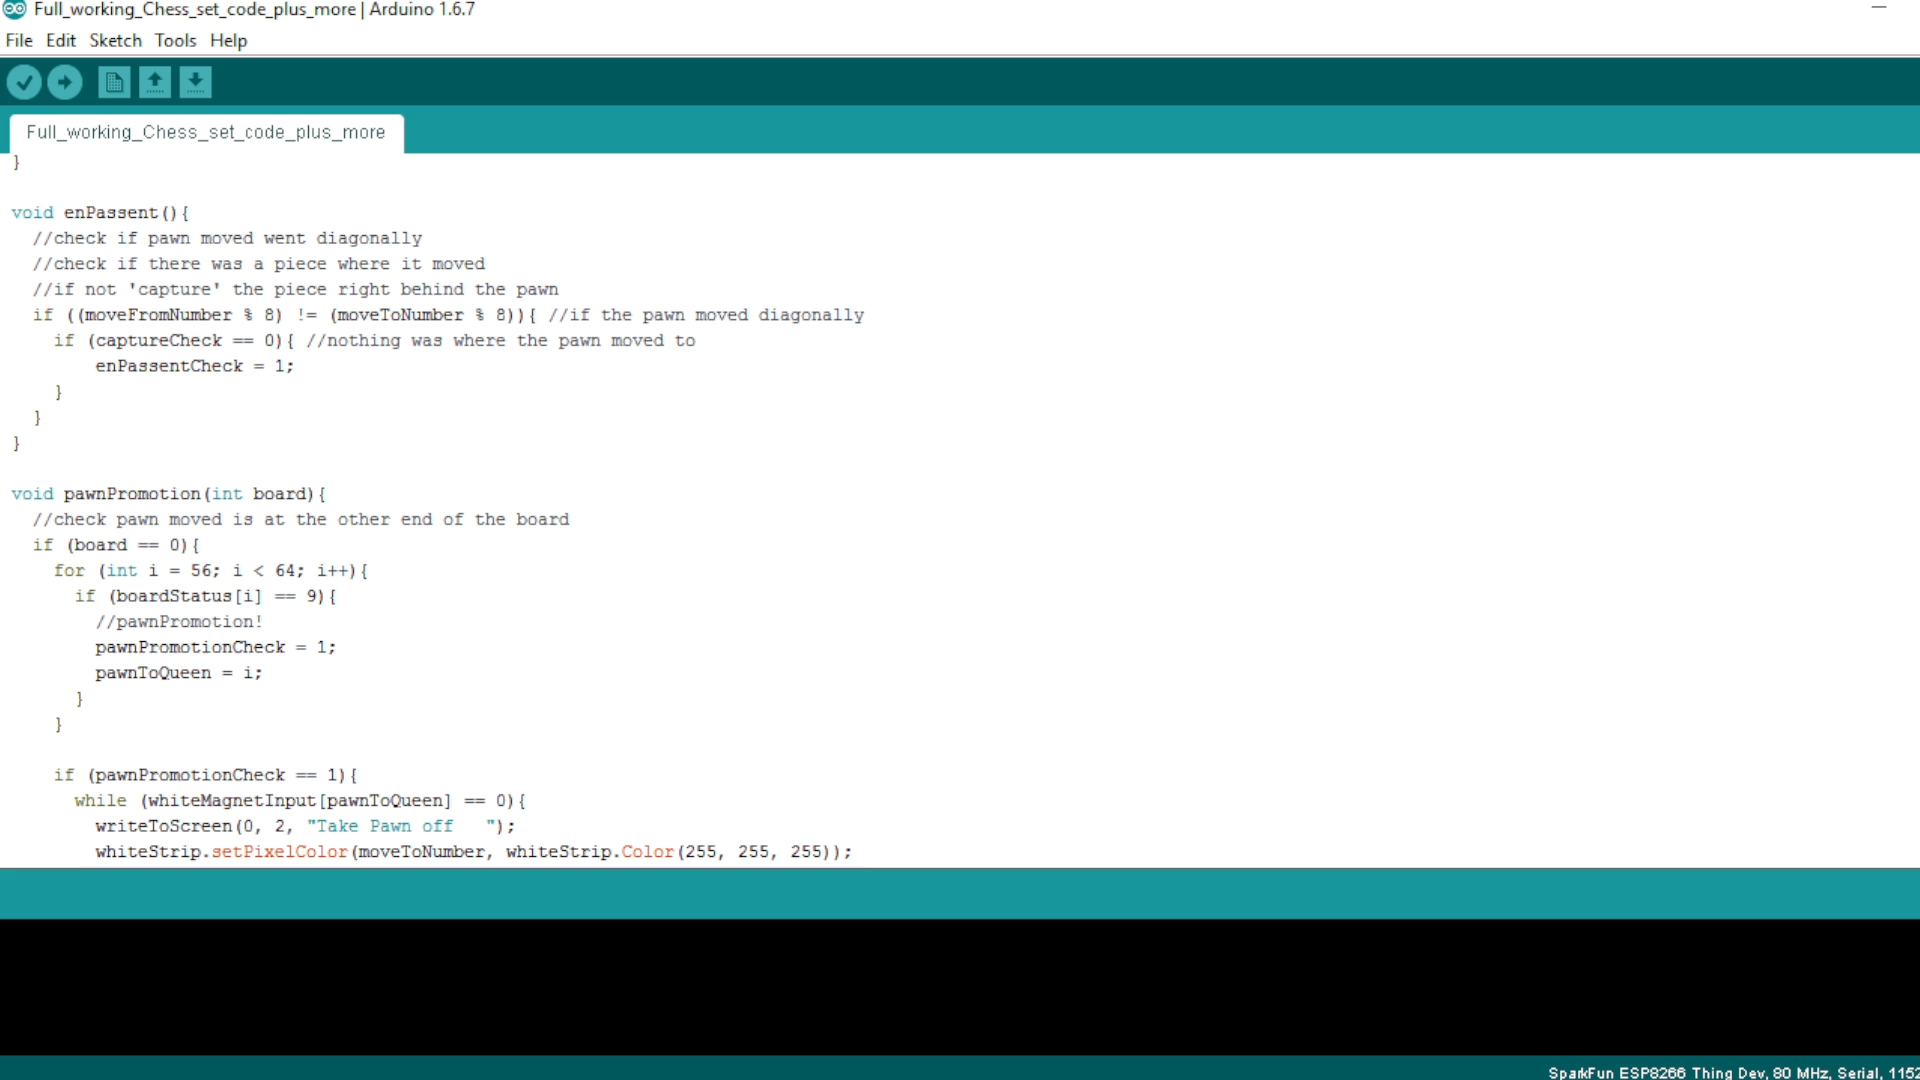 Full_working_Chess_set_code_plus_more | Arduino 1.6.7
File Edit Sketch Tools Help
Full_working_Chess_set_code_plus_more
}
void enPassent(){
  //check if pawn moved went diagonally
  //check if there was a piece where it moved
  //if not 'capture' the piece right behind the pawn
  if ((moveFromNumber % 8) != (moveToNumber % 8)){ //if the pawn moved diagonally
    if (captureCheck == 0){ //nothing was where the pawn moved to
        enPassentCheck = 1;
    }
  }
}
void pawnPromotion(int board){
  //check pawn moved is at the other end of the board
  if (board == 0){
    for (int i = 56; i < 64; i++){
      if (boardStatus[i] == 9){
        //pawnPromotion!
        pawnPromotionCheck = 1;
        pawnToQueen = i;
      }
    }
    if (pawnPromotionCheck == 1){
      while (whiteMagnetInput[pawnToQueen] == 0){
        writeToScreen(0, 2, "Take Pawn off   ");
        whiteStrip.setPixelColor(moveToNumber, whiteStrip.Color(255, 255, 255));
SparkFun ESP8266 Thing Dev, 80 MHz, Serial, 1152